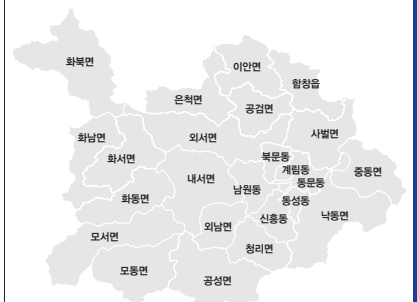 화북면
이안면
함창읍
은척면
공검면
사벌면
화남면
외서면
북문동
화서면
계림동
중동면
내서면
동문동
남원동
화동면
동성동
낙동면
신흥동
외남면
모서면
청리면
모동면
공성면